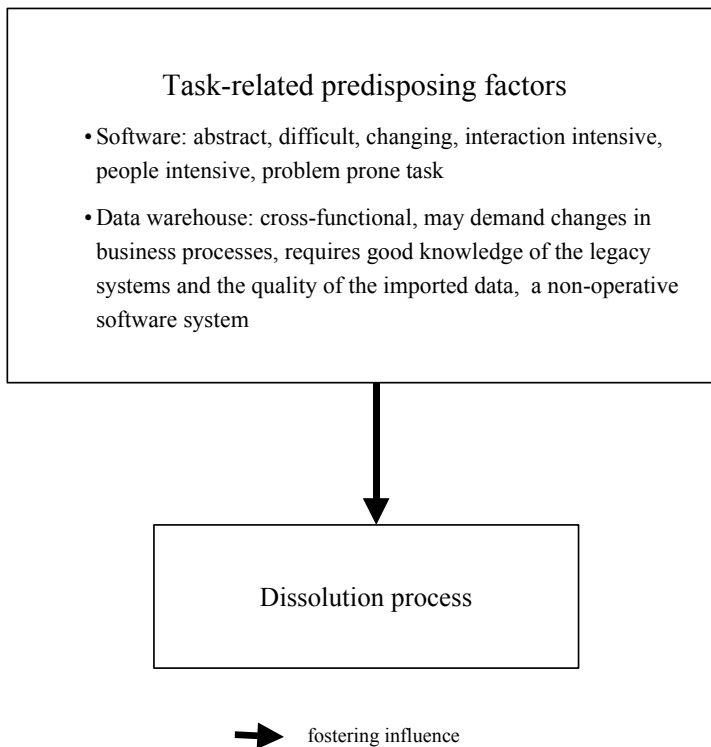 Task-related predisposing factors
• Software: abstract, difficult, changing, interaction intensive,
people intensive, problem prone task
• Data warehouse: cross-functional, may demand changes in
business processes, requires good knowledge of the legacy
systems and the quality of the imported data,  a non-operative
software system
Dissolution process
fostering influence